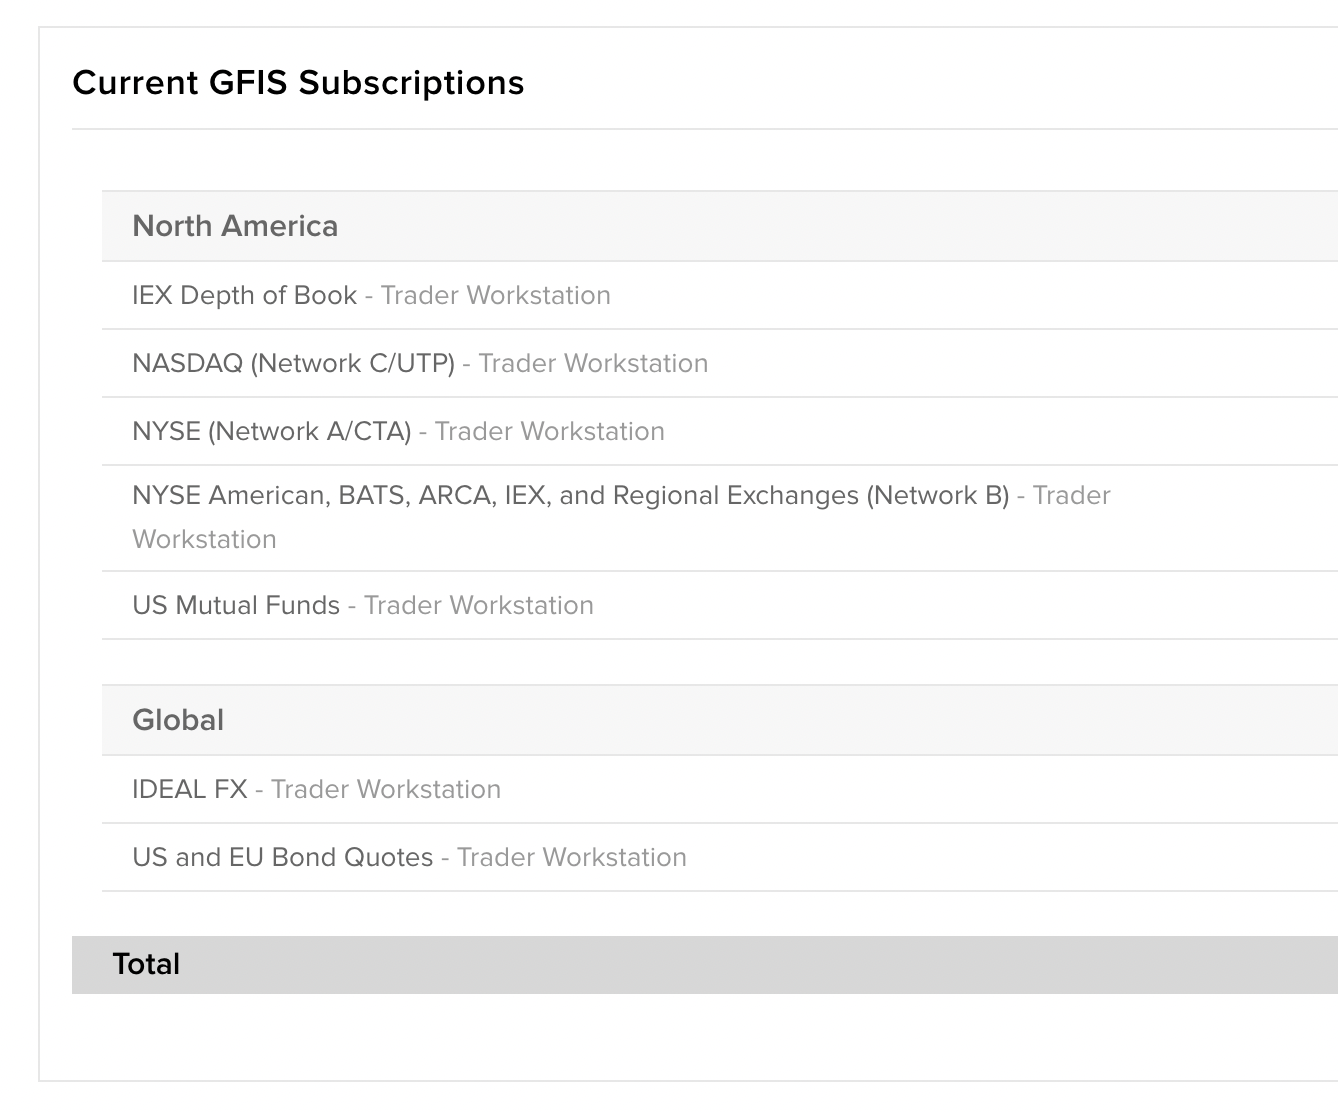 Current GFIS Subscriptions
North America
IEX Depth of Book - Trader Workstation
NASDAQ (Network C/UTP) - Trader Workstation
NYSE (Network A/CTA) - Trader Workstation
NYSE American, BATS, ARCA, IEX, and Regional Exchanges (Network B) - Trader
Workstation
US Mutual Funds - Trader Workstation
Global
IDEAL FX - Trader Workstation
US and EU Bond Quotes - Trader Workstation
Total